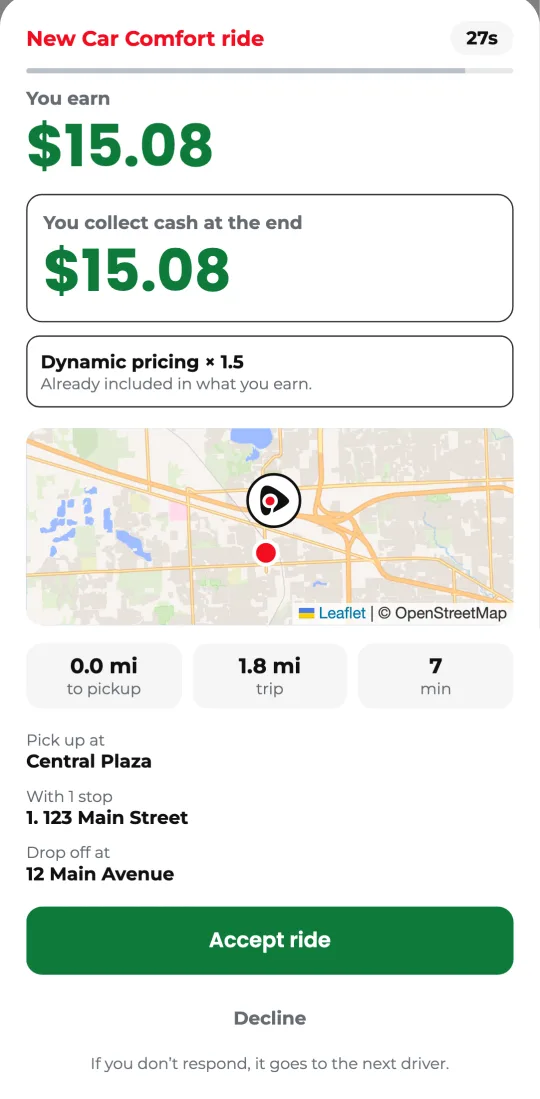 New Car Comfort ride
27s
You earn
$15.08
You collect cash at the end
$15.08
Dynamic pricing × 1.5
Already included in what you earn.
Leaflet | © OpenStreetMap
0.0 mi
to pickup
1.8 mi
trip
7
min
Pick up at
Central Plaza
With 1 stop
1. 123 Main Street
Drop off at
12 Main Avenue
Accept ride
Decline
If you don’t respond, it goes to the next driver.